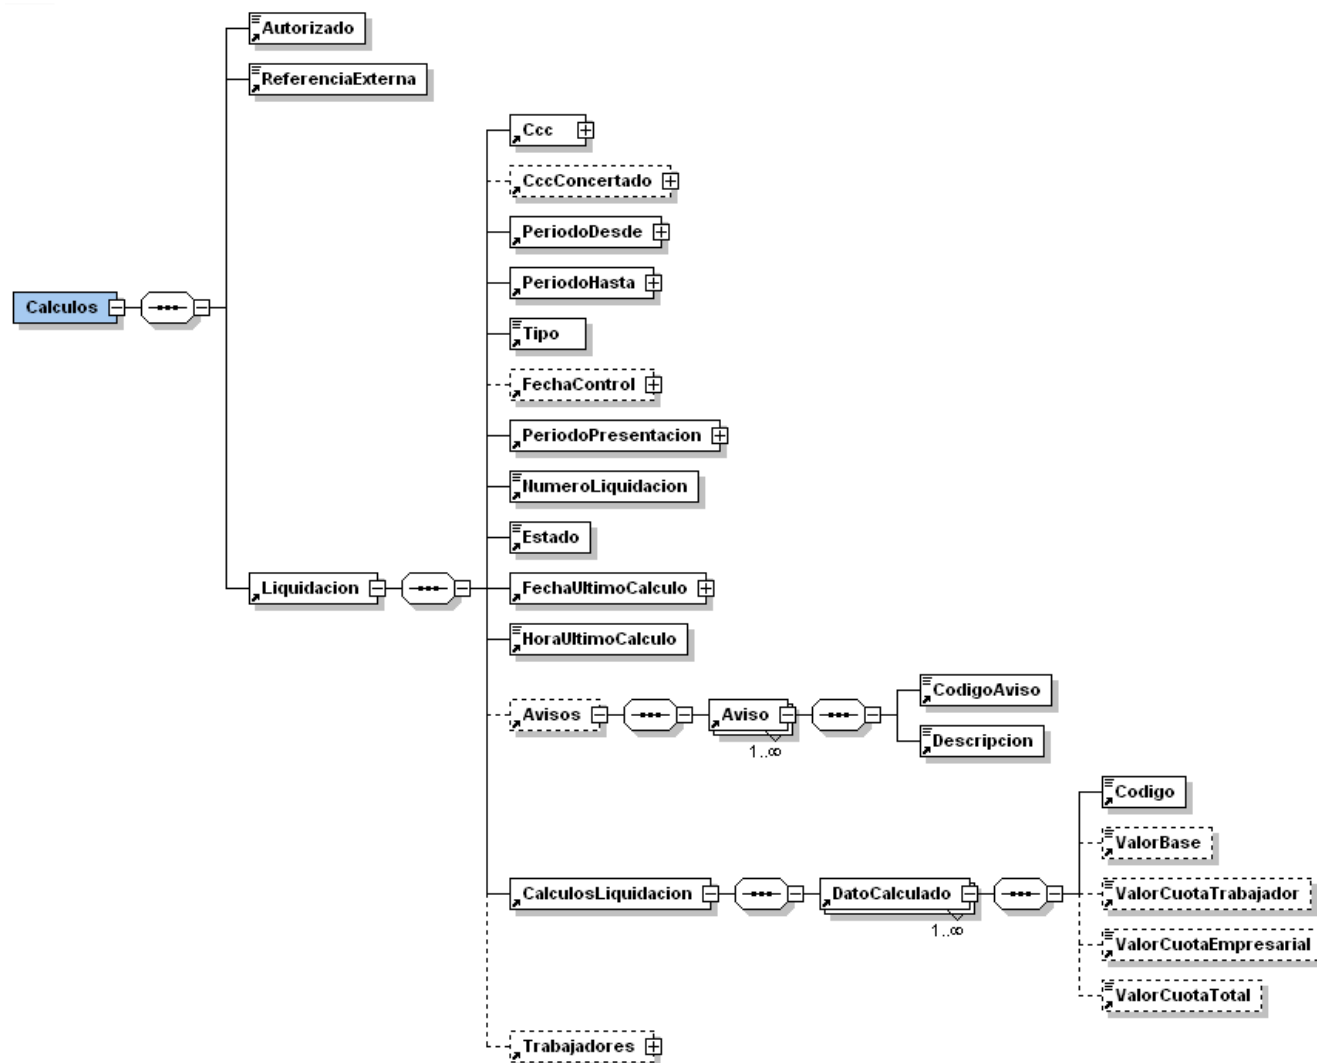 Autorizado
ReferenciaExterna
Ccc
CccConcertado
PeriodoDesde
PeriodoHasta
Calculos
Tipo
FechaControl
PeriodoPresentacion
NumeroLiquidacion
Estado
Liquidacion
FechaUltimoCalculo
HoraUltimoCalculo
CodigoAviso
Avisos
Aviso
1..∞
Descripcion
Codigo
ValorBase
CalculosLiquidacion
DatoCalculado
1..∞
ValorCuotaTrabajador
ValorCuotaEmpresarial
ValorCuotaTotal
Trabajadores